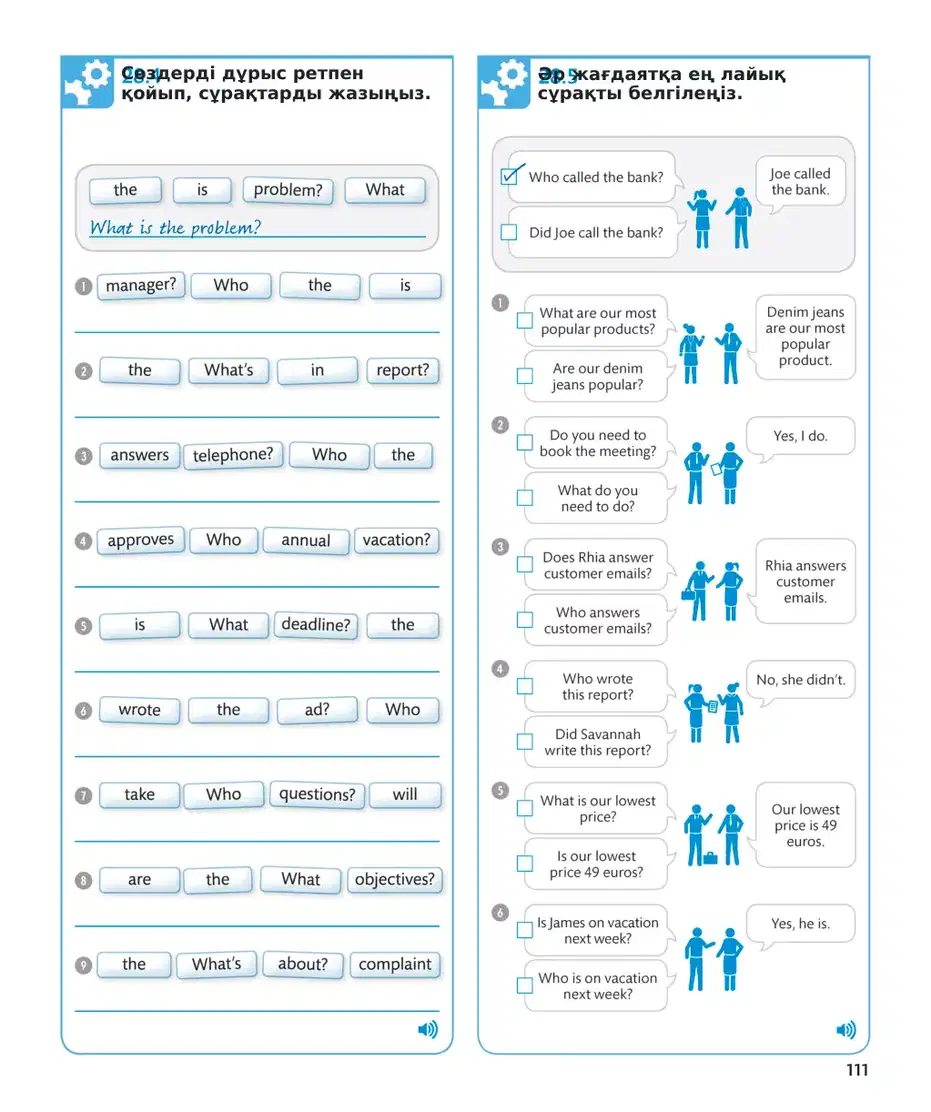 28.4
Сөздерді дұрыс ретпен
қойып, сұрақтарды жазыңыз.
the is problem? What
What is the problem?
1 manager? Who the is
2 the What's in report?
3 answers telephone? Who the
4 approves Who annual vacation?
5 is What deadline? the
6 wrote the ad? Who
7 take Who questions? will
8 are the What objectives?
9 the What's about? complaint
28.5
Әр жағдаятқа ең лайық
сұрақты белгілеңіз.
Who called the bank?
Did Joe call the bank?
Joe called
the bank.
1
What are our most
popular products?
Are our denim
jeans popular?
Denim jeans
are our most
popular
product.
2
Do you need to
book the meeting?
What do you
need to do?
Yes, I do.
3
Does Rhia answer
customer emails?
Who answers
customer emails?
Rhia answers
customer
emails.
4
Who wrote
this report?
Did Savannah
write this report?
No, she didn't.
5
What is our lowest
price?
Is our lowest
price 49 euros?
Our lowest
price is 49
euros.
6
Is James on vacation
next week?
Who is on vacation
next week?
Yes, he is.
111